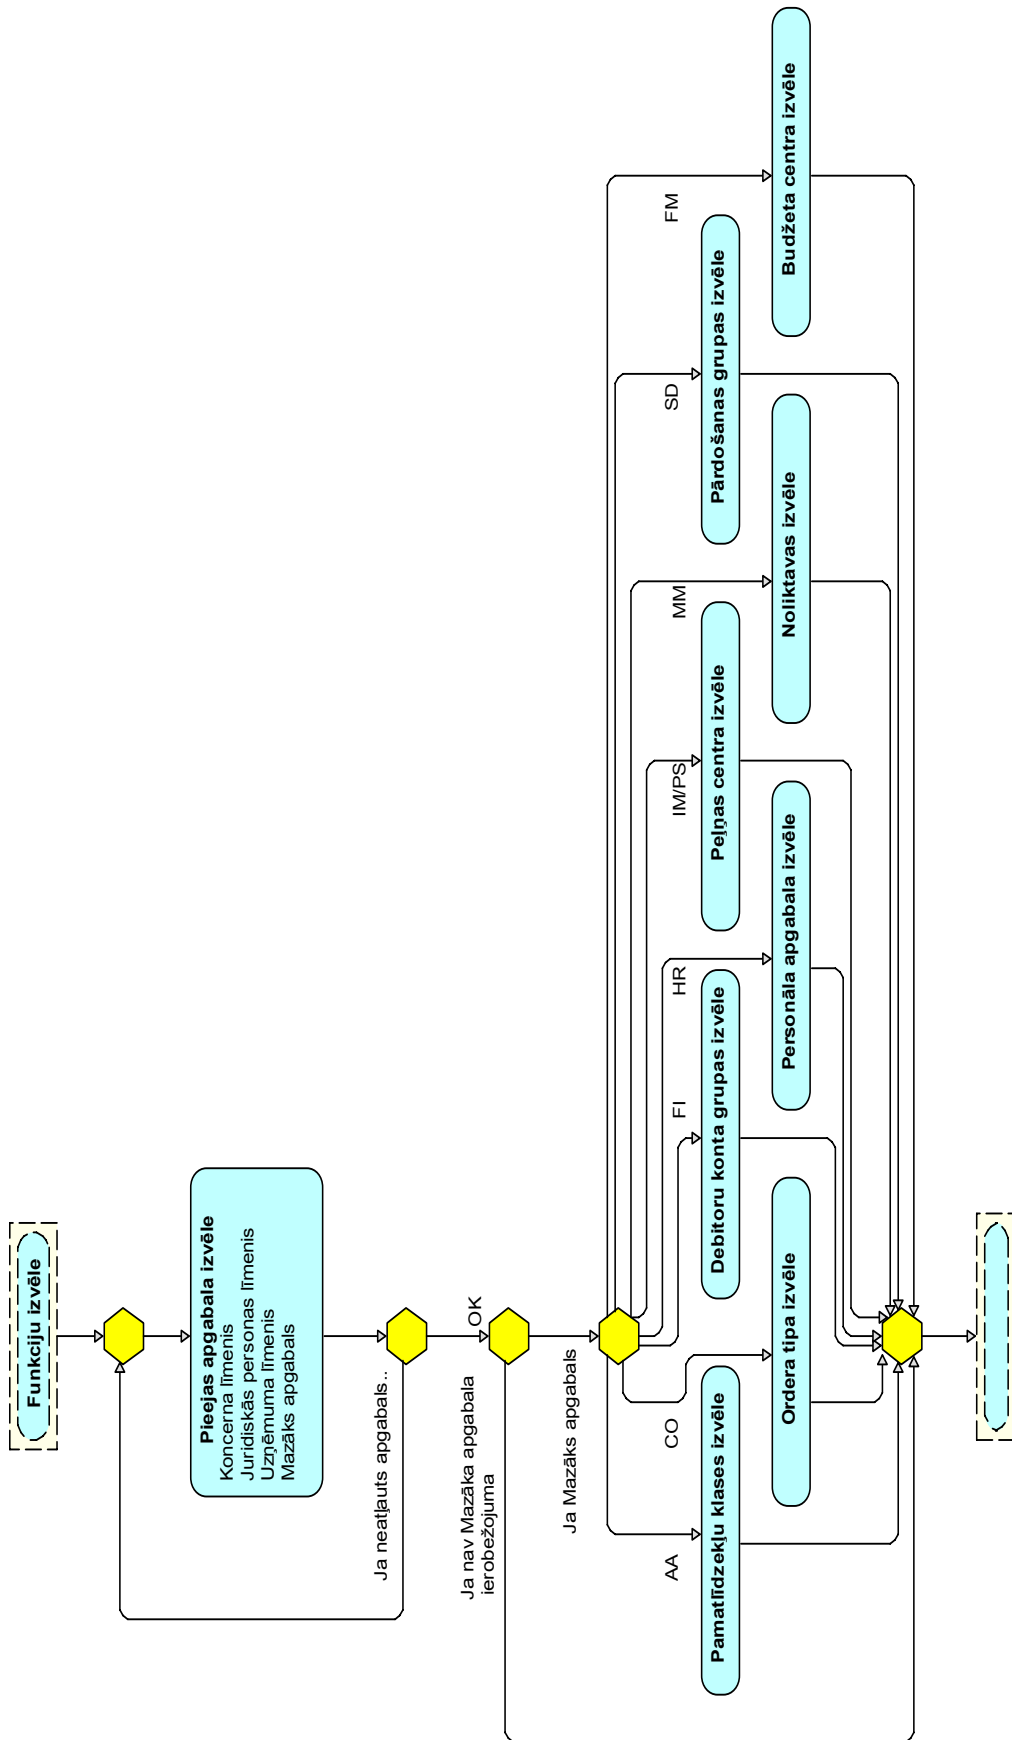 Funkciju izvēle
Pieejas apgabala izvēle
Koncerna līmenis
Juridiskās personas līmenis
Uzņēmuma līmenis
Mazāks apgabals
Ja neatļauts apgabals..
OK
Ja nav Mazāka apgabala
ierobežojuma
Ja Mazāks apgabals
AA
CO
FI
HR
IM/PS
MM
SD
FM
Pamatlīdzekļu klases izvēle
Ordera tipa izvēle
Debitoru konta grupas izvēle
Personāla apgabala izvēle
Peļņas centra izvēle
Noliktavas izvēle
Pārdošanas grupas izvēle
Budžeta centra izvēle